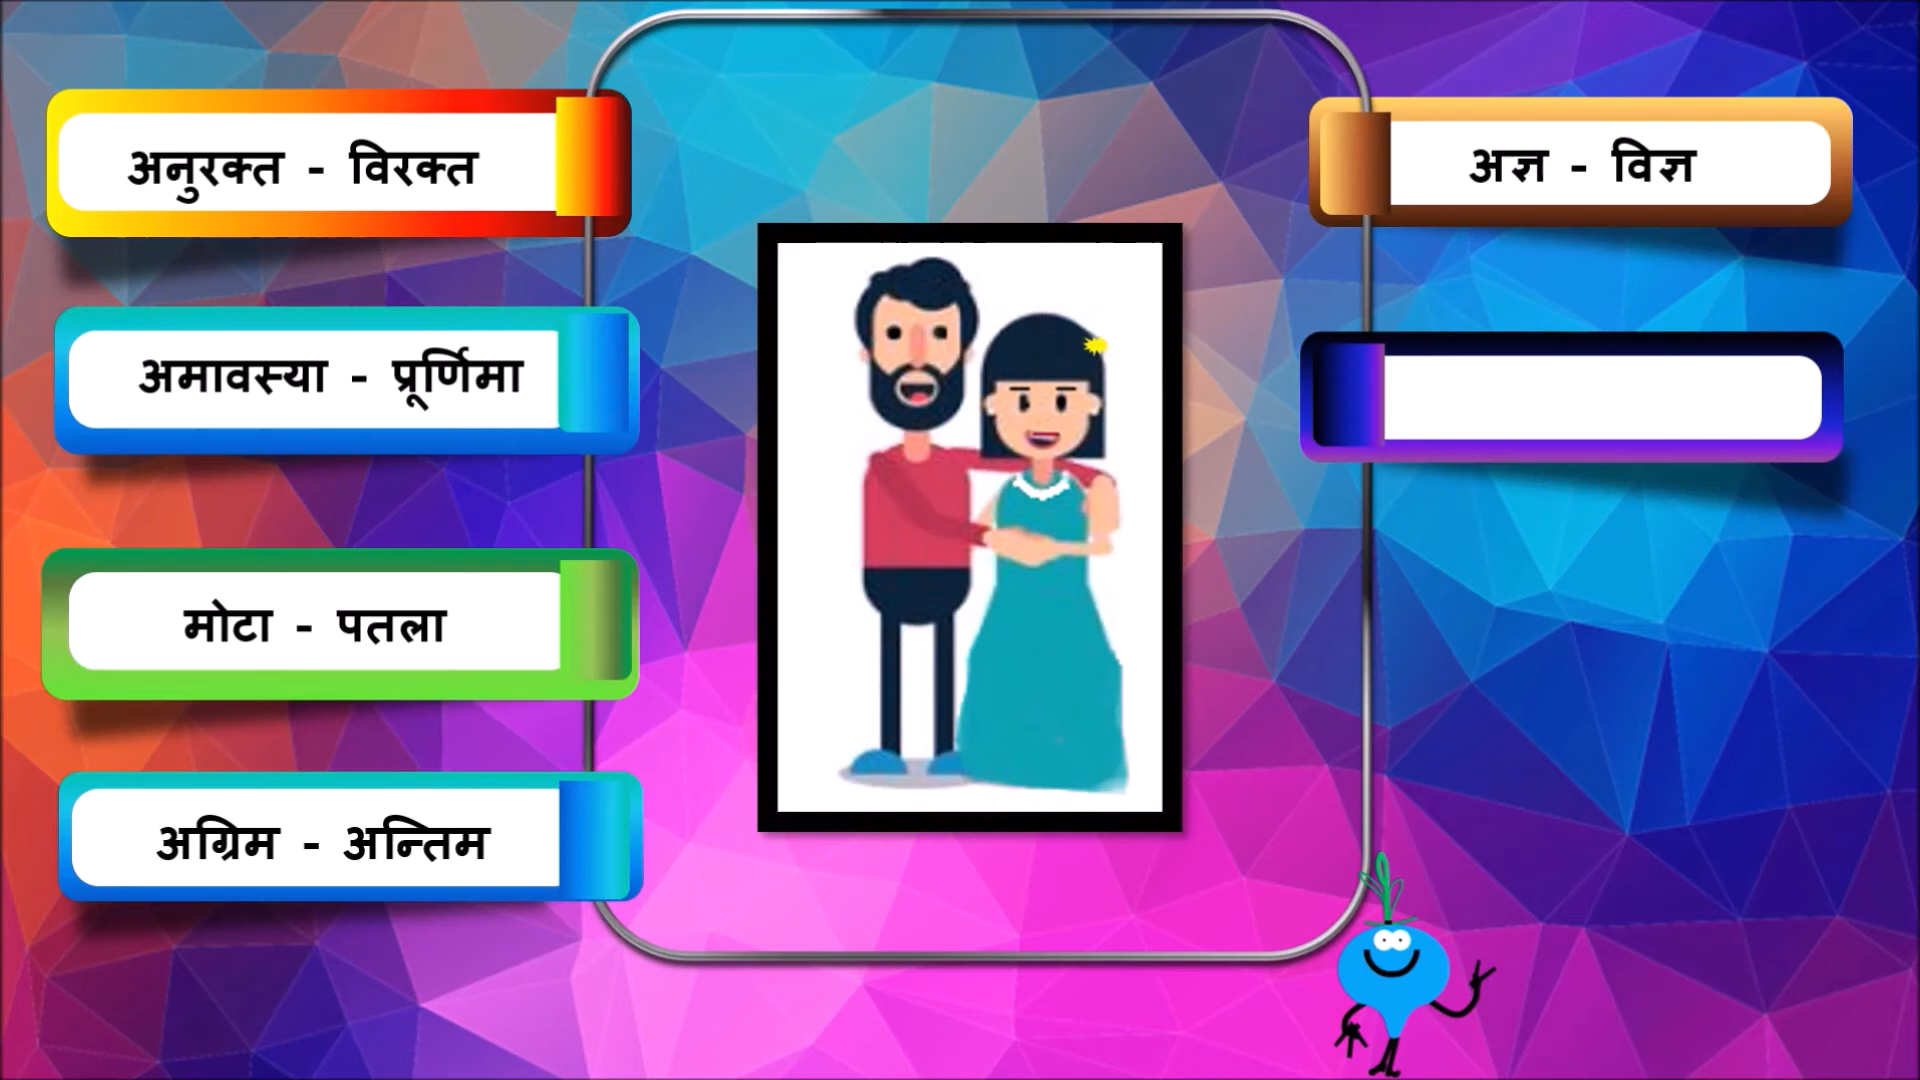 अनुरक्त - विरक्त
अमावस्या - प्रूर्णिमा
मोटा - पतला
अग्रिम - अन्तिम
अज्ञ - विज्ञ